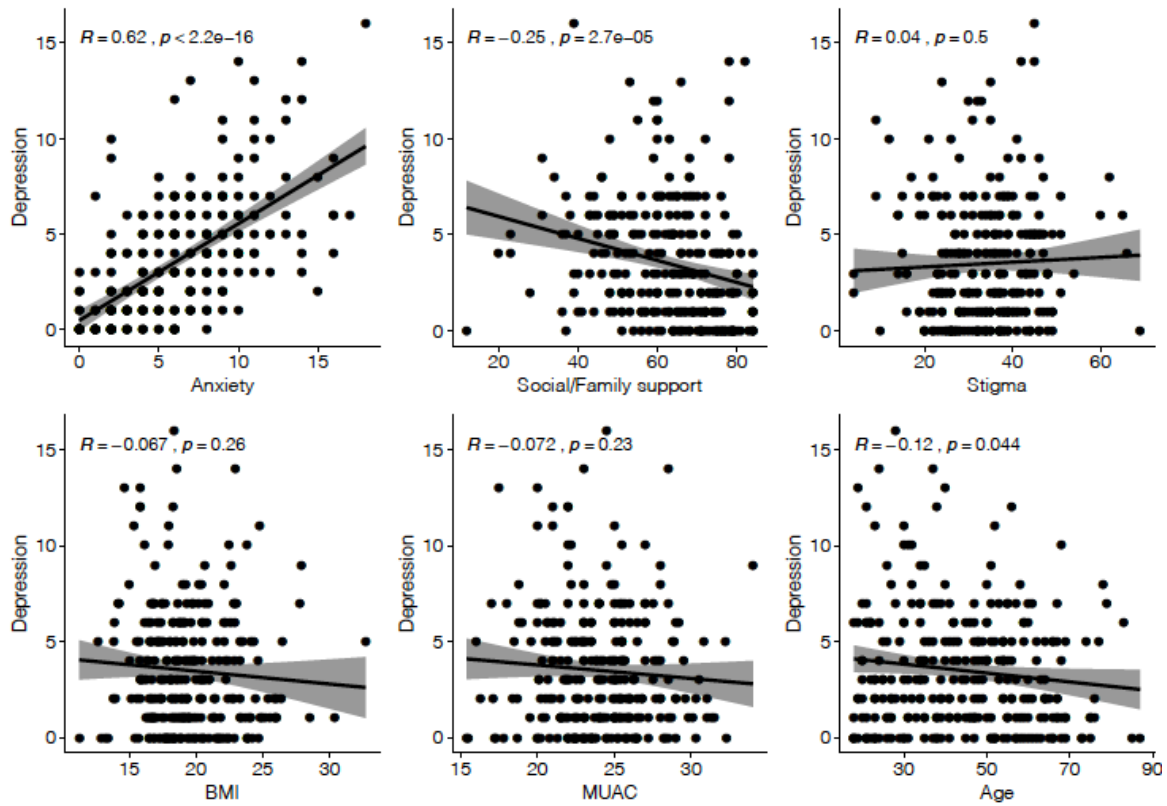 R = 0.62 , p < 2.2e−16
15
10
5
0
Depression
0 5 10 15
Anxiety
R = −0.25 , p = 2.7e−05
15
10
5
0
Depression
20 40 60 80
Social/Family support
R = 0.04 , p = 0.5
15
10
5
0
Depression
20 40 60
Stigma
R = −0.067 , p = 0.26
15
10
5
0
Depression
15 20 25 30
BMI
R = −0.072 , p = 0.23
15
10
5
0
Depression
15 20 25 30
MUAC
R = −0.12 , p = 0.044
15
10
5
0
Depression
30 50 70 90
Age